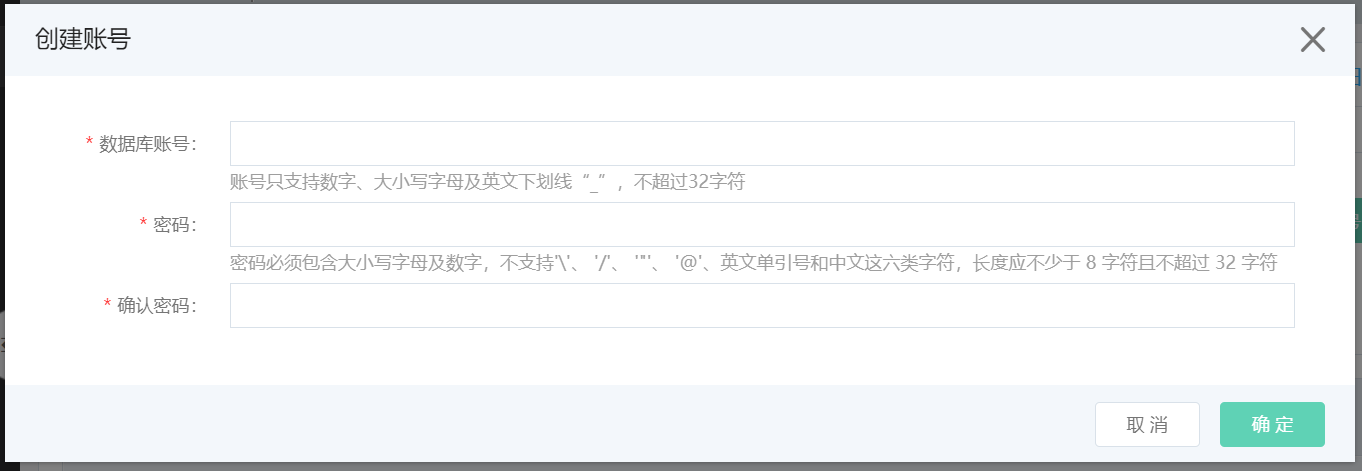 创建账号
* 数据库账号：
账号只支持数字、大小写字母及英文下划线“_”，不超过32字符
* 密码：
密码必须包含大小写字母及数字，不支持'\'、 '/'、 '"'、 '@'、英文单引号和中文这六类字符，长度应不少于 8 字符且不超过 32 字符
* 确认密码：
取 消
确 定